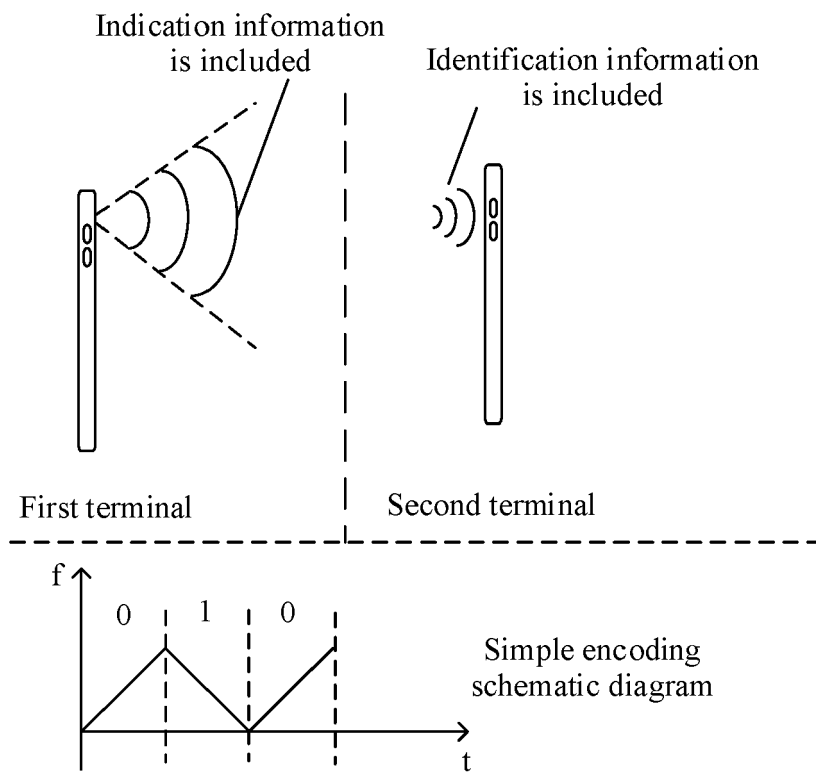 Indication information
is included
Identification information
is included
First terminal
Second terminal
f
0 1 0
Simple encoding
schematic diagram
t